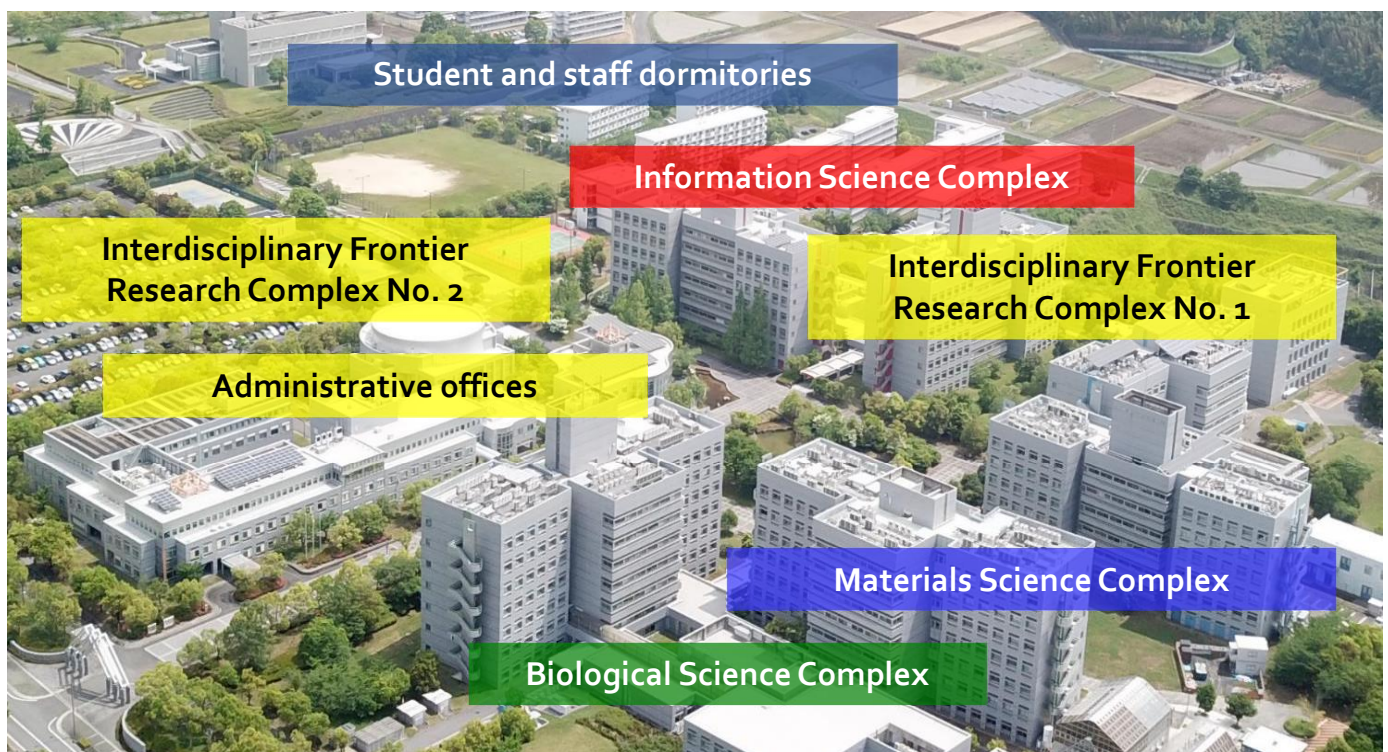 Student and staff dormitories
Information Science Complex
Interdisciplinary Frontier
Research Complex No. 2
Interdisciplinary Frontier
Research Complex No. 1
Administrative offices
Materials Science Complex
Biological Science Complex